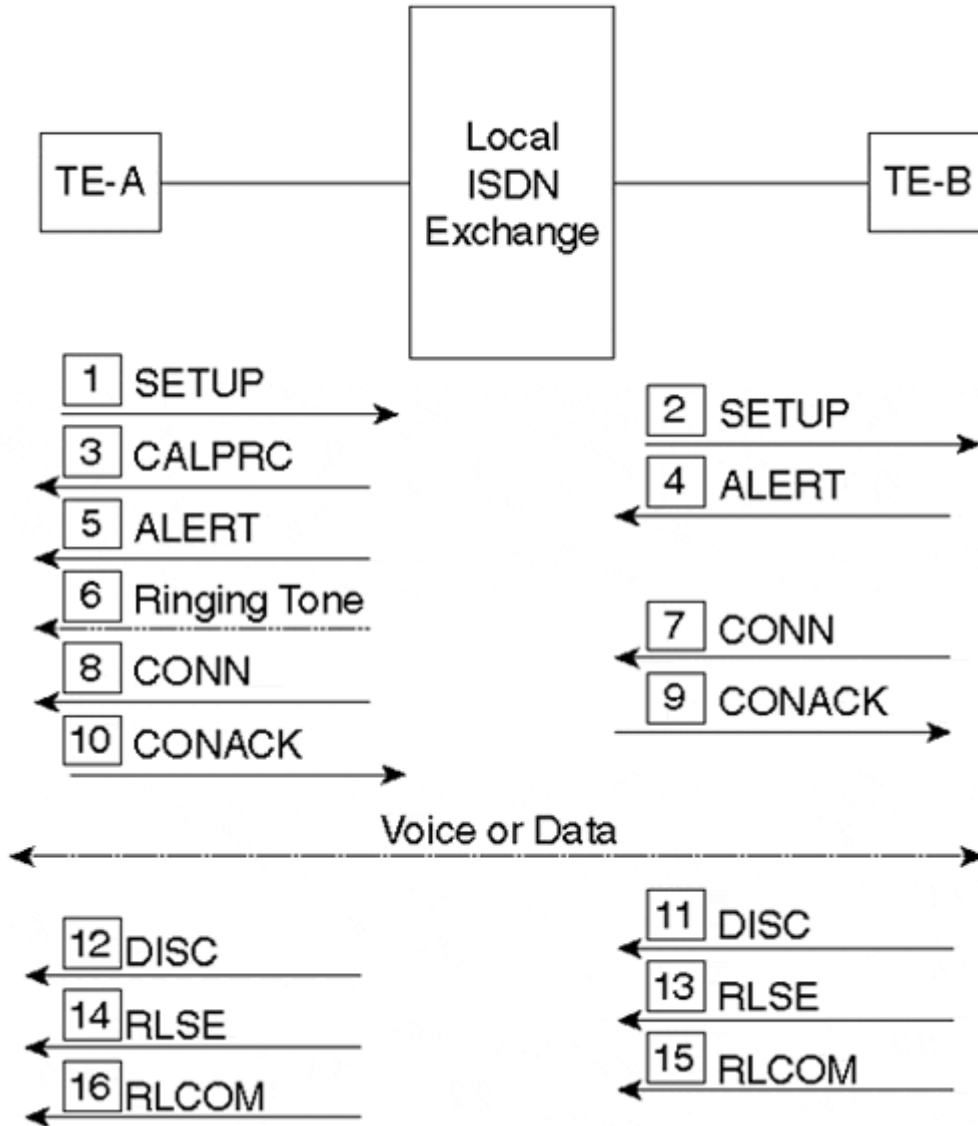 TE-A
Local
ISDN
Exchange
TE-B
1 SETUP
2 SETUP
3 CALPRC
4 ALERT
5 ALERT
6 Ringing Tone
7 CONN
8 CONN
9 CONACK
10 CONACK
Voice or Data
11 DISC
12 DISC
13 RLSE
14 RLSE
15 RLCOM
16 RLCOM